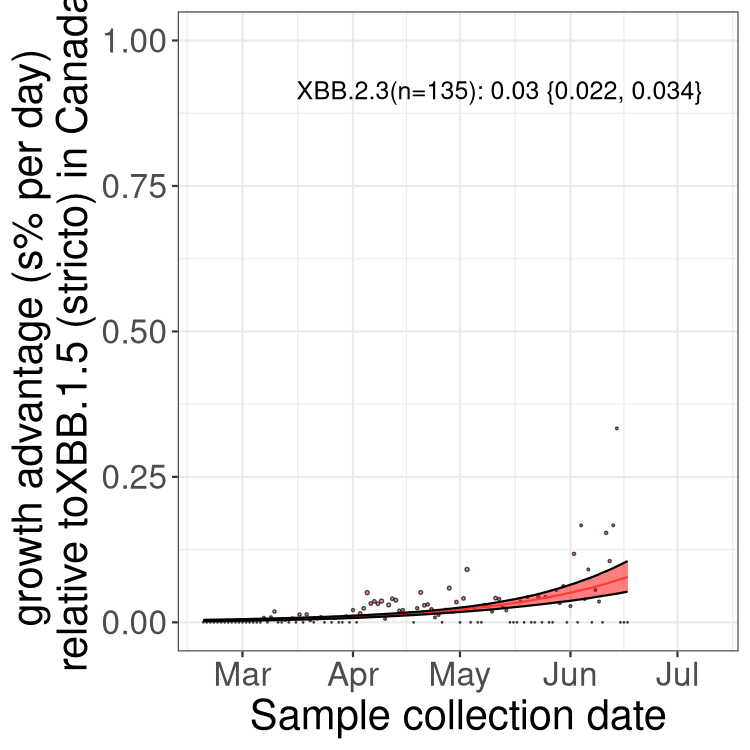 growth advantage (s% per day)
relative toXBB.1.5 (stricto) in Canada
1.00
0.75
0.50
0.25
0.00
XBB.2.3(n=135): 0.03 {0.022, 0.034}
Mar Apr May Jun Jul
Sample collection date